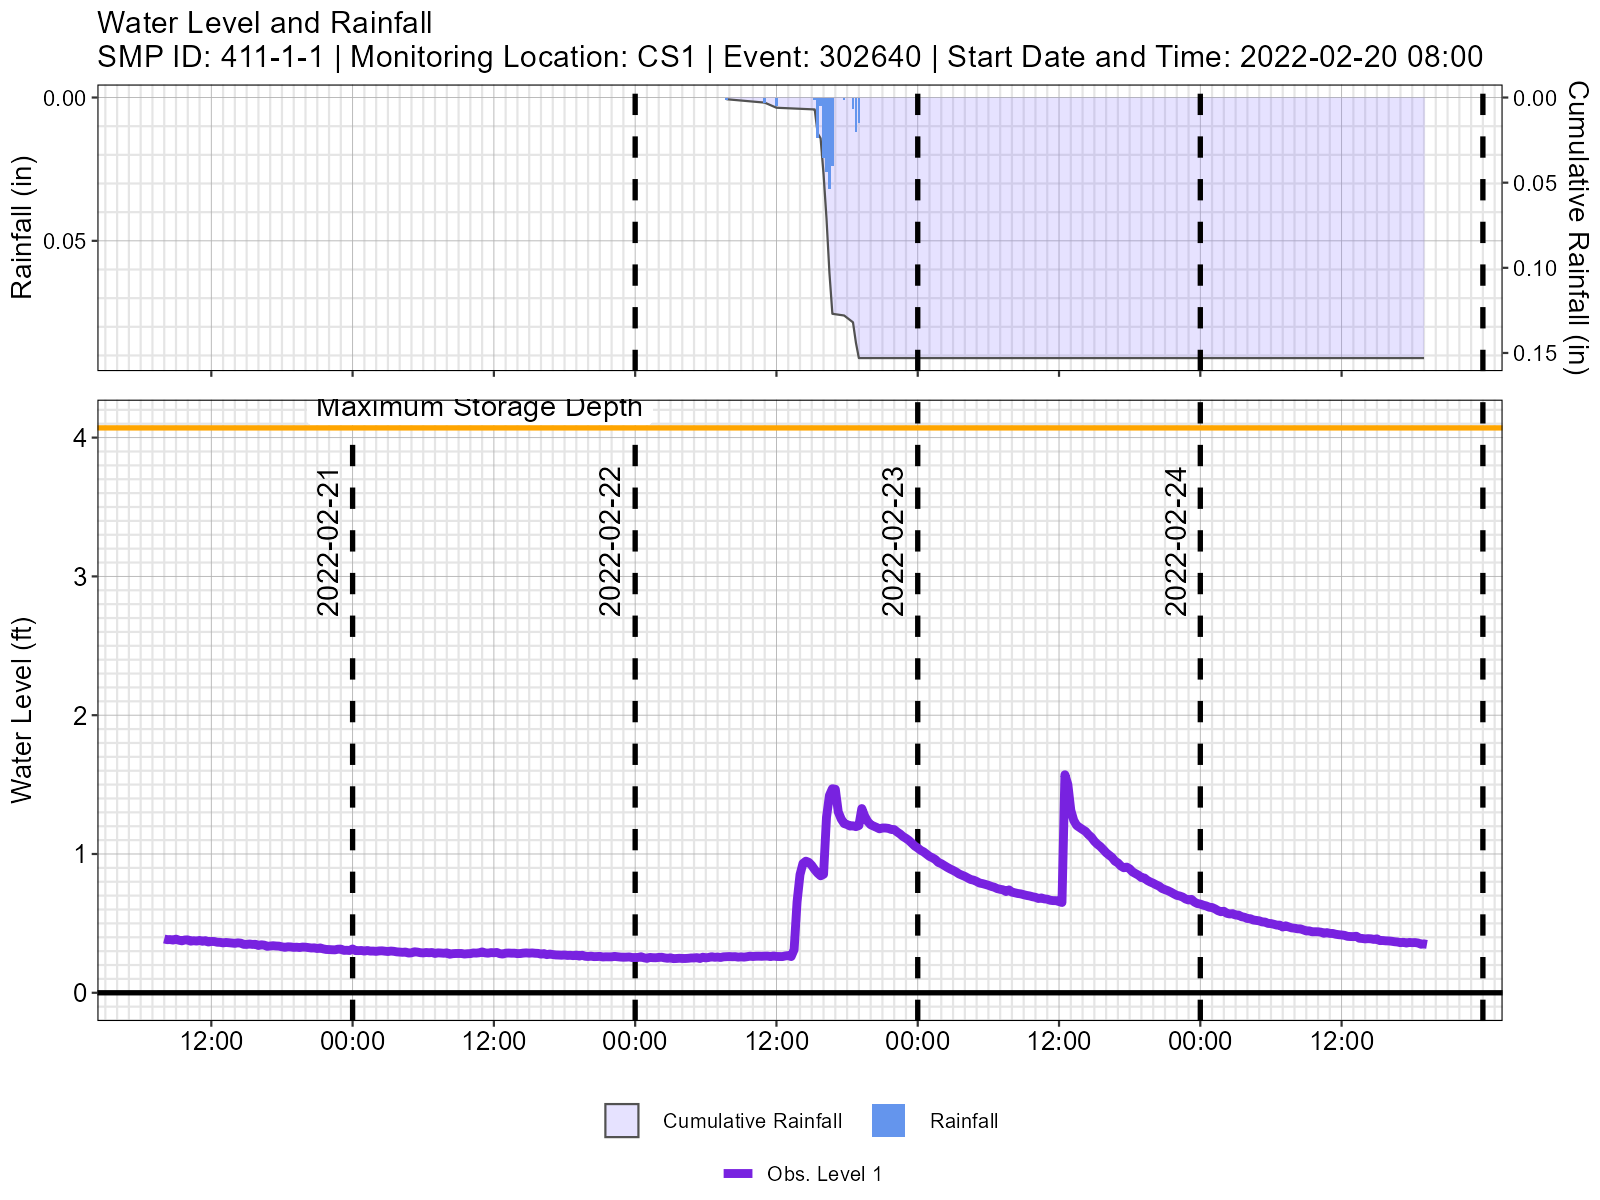 Water Level and Rainfall
SMP ID: 411-1-1 | Monitoring Location: CS1 | Event: 302640 | Start Date and Time: 2022-02-20 08:00
Rainfall (in)
0.00
0.05
0.00
0.05
0.10
0.15
Cumulative Rainfall (in)
Maximum Storage Depth
Water Level (ft)
4
3
2
1
0
2022-02-21
2022-02-22
2022-02-23
2022-02-24
12:00 00:00 12:00 00:00 12:00 00:00 12:00 00:00 12:00
Cumulative Rainfall Rainfall
Obs. Level 1